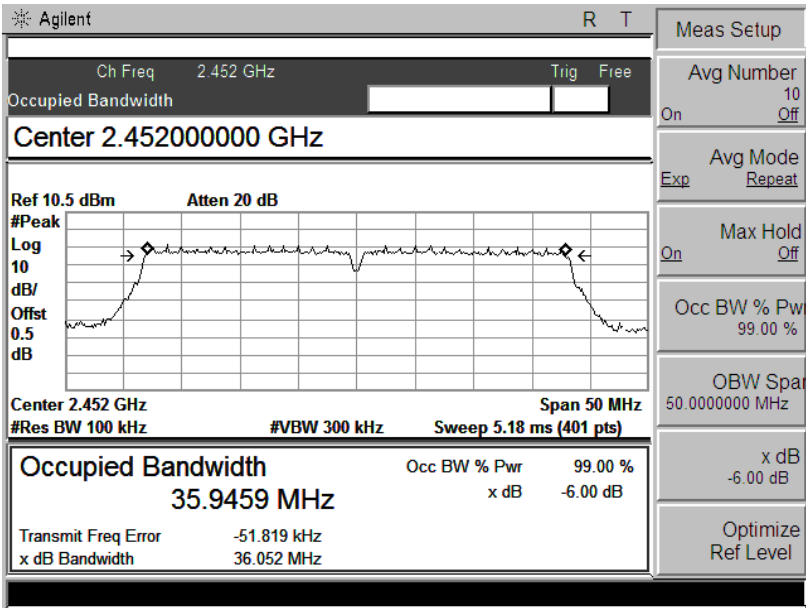 Agilent R T
Ch Freq 2.452 GHz Trig Free
Occupied Bandwidth
Center 2.452000000 GHz
Ref 10.5 dBm Atten 20 dB
#Peak
Log
10
dB/
Offst
0.5
dB
Center 2.452 GHz Span 50 MHz
#Res BW 100 kHz #VBW 300 kHz Sweep 5.18 ms (401 pts)
Occupied Bandwidth
35.9459 MHz
Occ BW % Pwr 99.00 %
x dB -6.00 dB
Transmit Freq Error -51.819 kHz
x dB Bandwidth 36.052 MHz
Meas Setup
Avg Number
10
On Off
Avg Mode
Exp Repeat
Max Hold
On Off
Occ BW % Pwr
99.00 %
OBW Spar
50.0000000 MHz
x dB
-6.00 dB
Optimize
Ref Level